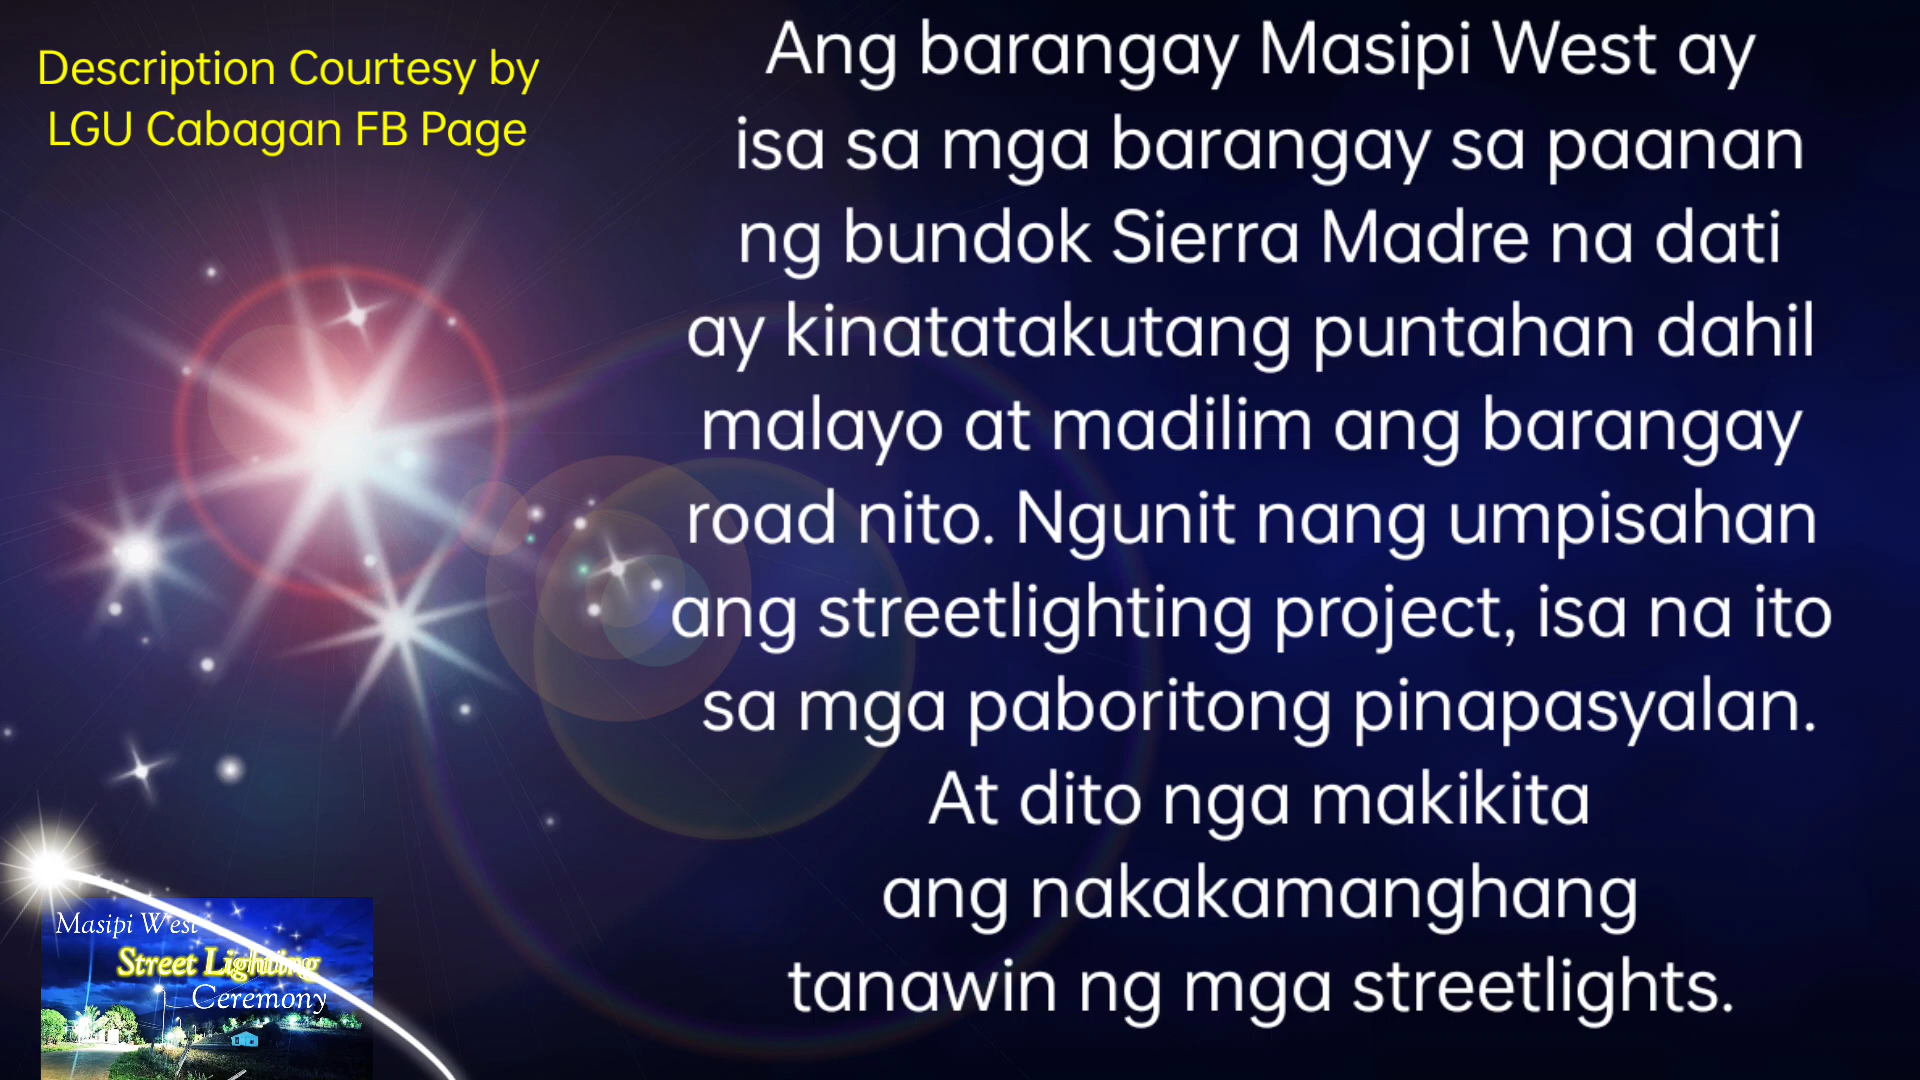 Description Courtesy by
LGU Cabagan FB Page
Ang barangay Masipi West ay
isa sa mga barangay sa paanan
ng bundok Sierra Madre na dati
ay kinatatakutang puntahan dahil
malayo at madilim ang barangay
road nito. Ngunit nang umpisahan
ang streetlighting project, isa na ito
sa mga paboritong pinapasyalan.
At dito nga makikita
ang nakakamanghang
tanawin ng mga streetlights.
Masipi West
Street Lighting
Ceremony